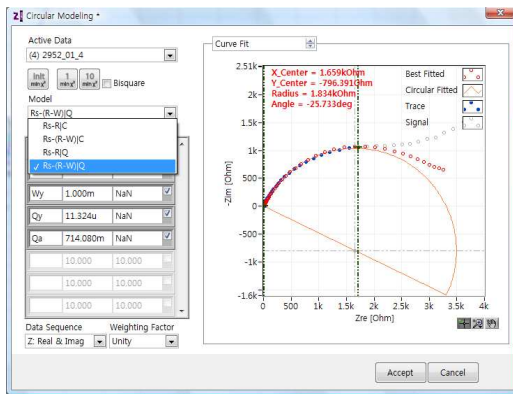 Z Circular Modeling *
Active Data
(4) 2952_01_4
Init minχ² 1 minχ² 10 minχ² Bisquare
Model
Rs-(R-W)|Q
Rs-R|C
Rs-(R-W)|C
Rs-R|Q
✓ Rs-(R-W)|Q
Wy 1.000m NaN
Qy 11.324u NaN
Qa 714.080m NaN
10.000 10.000
10.000 10.000
10.000 10.000
Data Sequence Weighting Factor
Z: Real & Imag Unity
Curve Fit
X_Center = 1.659kOhm
Y_Center = -796.391Ohm
Radius = 1.834kOhm
Angle = -25.733deg
Best Fitted
Circular Fitted
Trace
Signal
-Zim [Ohm]
2.51k
2k
1.5k
1k
500
0
-500
-1k
-1.6k
0 500 1k 1.5k 2k 2.5k 3k 3.5k 4k
Zre [Ohm]
Accept Cancel